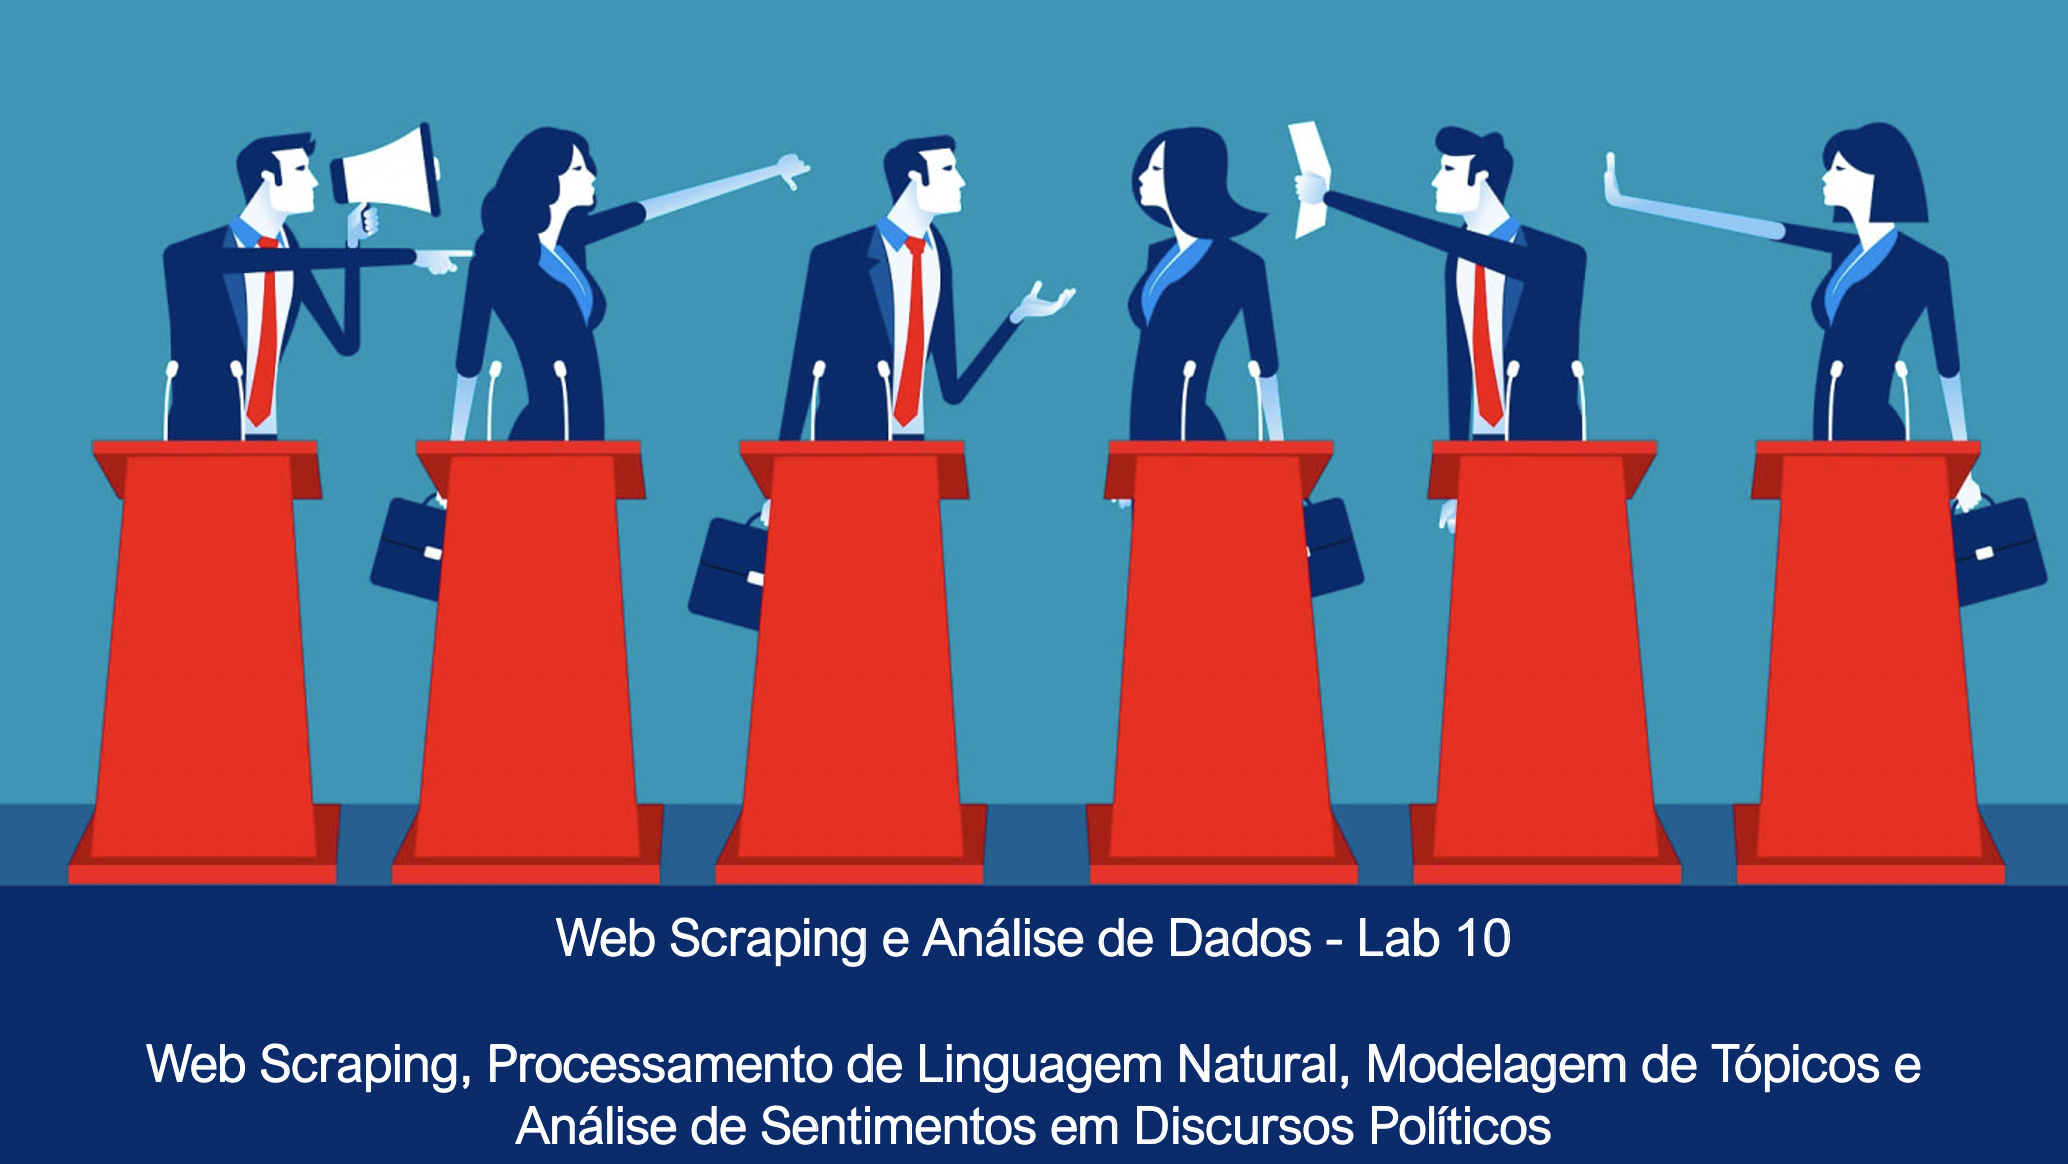 Web Scraping e Análise de Dados - Lab 10
Web Scraping, Processamento de Linguagem Natural, Modelagem de Tópicos e
Análise de Sentimentos em Discursos Políticos